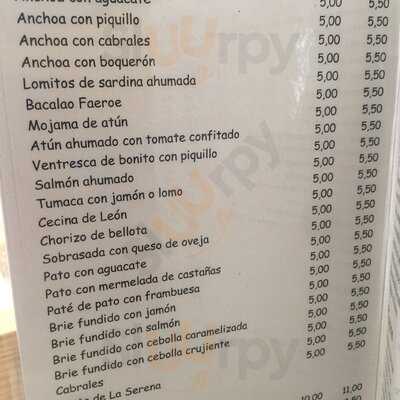 Anchoa con aguacate 5,00 5,50
Anchoa con piquillo 5,00 5,50
Anchoa con cabrales 5,00 5,50
Anchoa con boquerón 5,00 5,50
Lomitos de sardina ahumada 5,00 5,50
Bacalao Faeroe 5,00 5,50
Mojama de atún 5,00 5,50
Atún ahumado con tomate confitado 5,00 5,50
Ventresca de bonito con piquillo 5,00 5,50
Salmón ahumado 5,00 5,50
Tumaca con jamón o lomo 5,00 5,50
Cecina de León 5,00 5,50
Chorizo de bellota 5,00 5,50
Sobrasada con queso de oveja 5,00 5,50
Pato con aguacate 5,00 5,50
Pato con mermelada de castañas 5,00 5,50
Paté de pato con frambuesa 5,00 5,50
Brie fundido con jamón 5,00 5,50
Brie fundido con salmón 5,00 5,50
Brie fundido con cebolla caramelizada 5,00 5,50
Brie fundido con cebolla crujiente 5,00 5,50
Cabrales
de La Serena 10,00 11,00